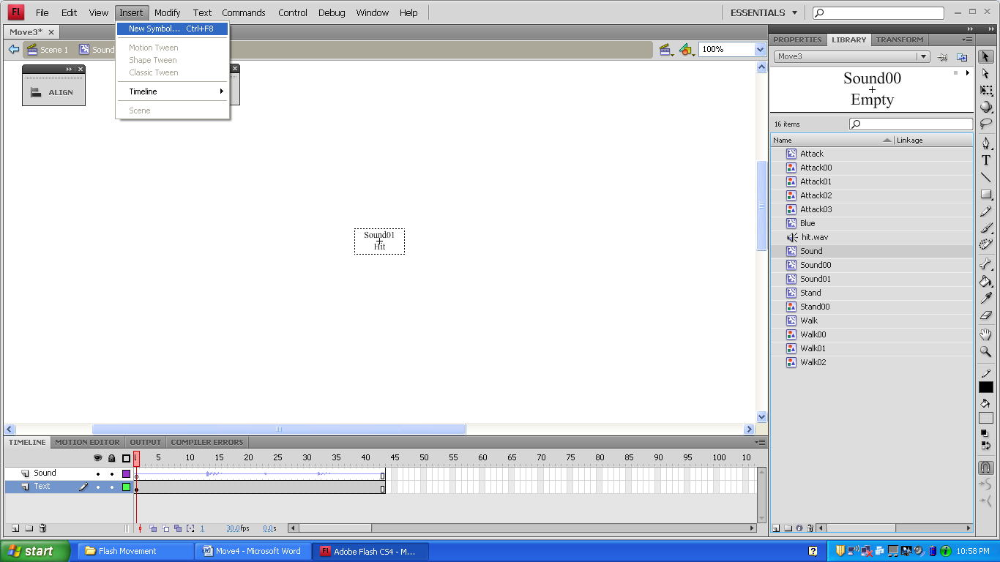 Fl File Edit View Insert Modify Text Commands Control Debug Window Help ESSENTIALS
Move3*
New Symbol... Ctrl+F8
Motion Tween
Shape Tween
Classic Tween
Timeline
Scene
Scene 1 Sound
100%
ALIGN
Sound01
Hit
PROPERTIES LIBRARY TRANSFORM
Move3
Sound00
Empty
16 items
Name Linkage
Attack
Attack00
Attack01
Attack02
Attack03
Blue
hit.wav
Sound
Sound00
Sound01
Stand
Stand00
Walk
Walk00
Walk01
Walk02
T
TIMELINE MOTION EDITOR OUTPUT COMPILER ERRORS
1 5 10 15 20 25 30 35 40 45 50 55 60 65 70 75 80 85 90 95 100 10
Sound
Text
1 30.0fps 0.0s
start Flash Movement Move4 - Microsoft Word Fl Adobe Flash CS4 - M... 10:58 PM